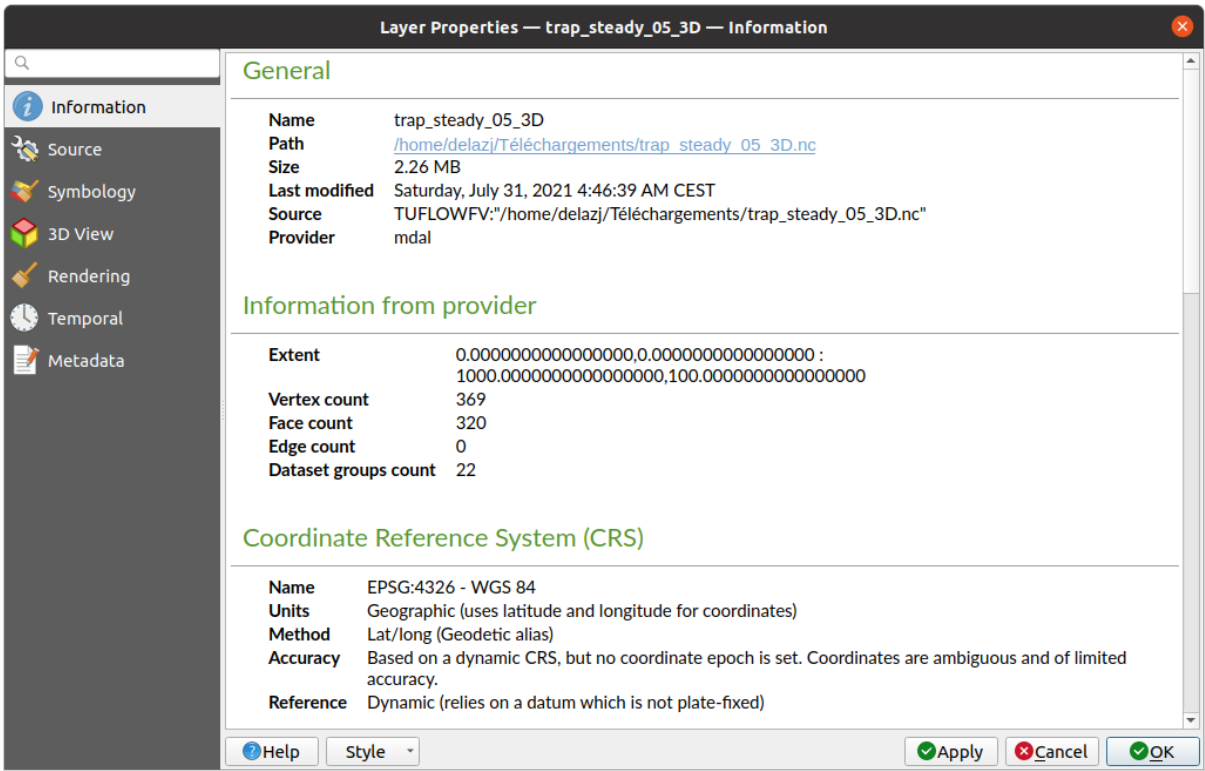 Layer Properties — trap_steady_05_3D — Information
Information
Source
Symbology
3D View
Rendering
Temporal
Metadata
General
Name trap_steady_05_3D
Path /home/delazj/Téléchargements/trap_steady_05_3D.nc
Size 2.26 MB
Last modified Saturday, July 31, 2021 4:46:39 AM CEST
Source TUFLOWFV:"/home/delazj/Téléchargements/trap_steady_05_3D.nc"
Provider mdal
Information from provider
Extent 0.0000000000000000,0.0000000000000000 :
1000.0000000000000000,100.0000000000000000
Vertex count 369
Face count 320
Edge count 0
Dataset groups count 22
Coordinate Reference System (CRS)
Name EPSG:4326 - WGS 84
Units Geographic (uses latitude and longitude for coordinates)
Method Lat/long (Geodetic alias)
Accuracy Based on a dynamic CRS, but no coordinate epoch is set. Coordinates are ambiguous and of limited
accuracy.
Reference Dynamic (relies on a datum which is not plate-fixed)
Help Style Apply Cancel OK